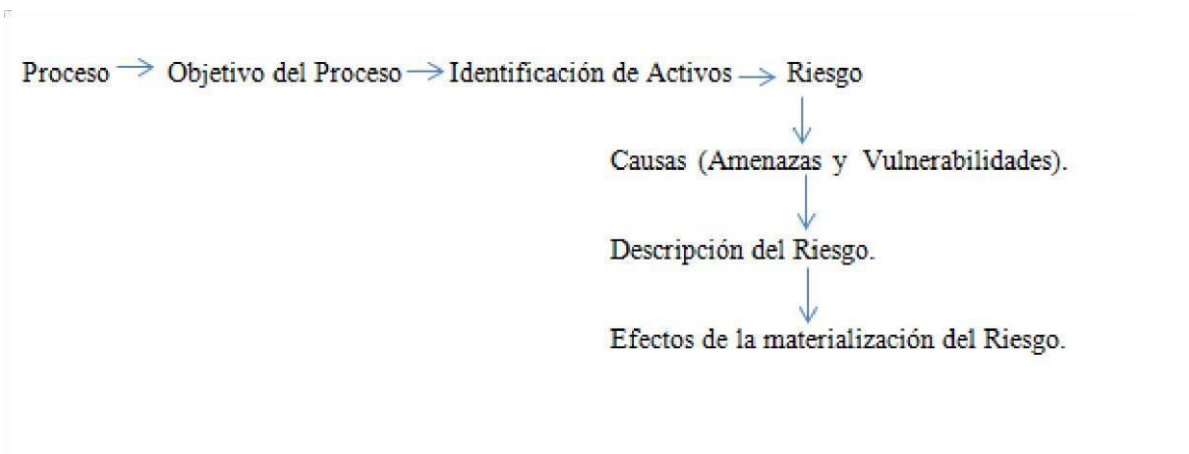 Proceso → Objetivo del Proceso → Identificación de Activos → Riesgo
Causas (Amenazas y Vulnerabilidades).
Descripción del Riesgo.
Efectos de la materialización del Riesgo.